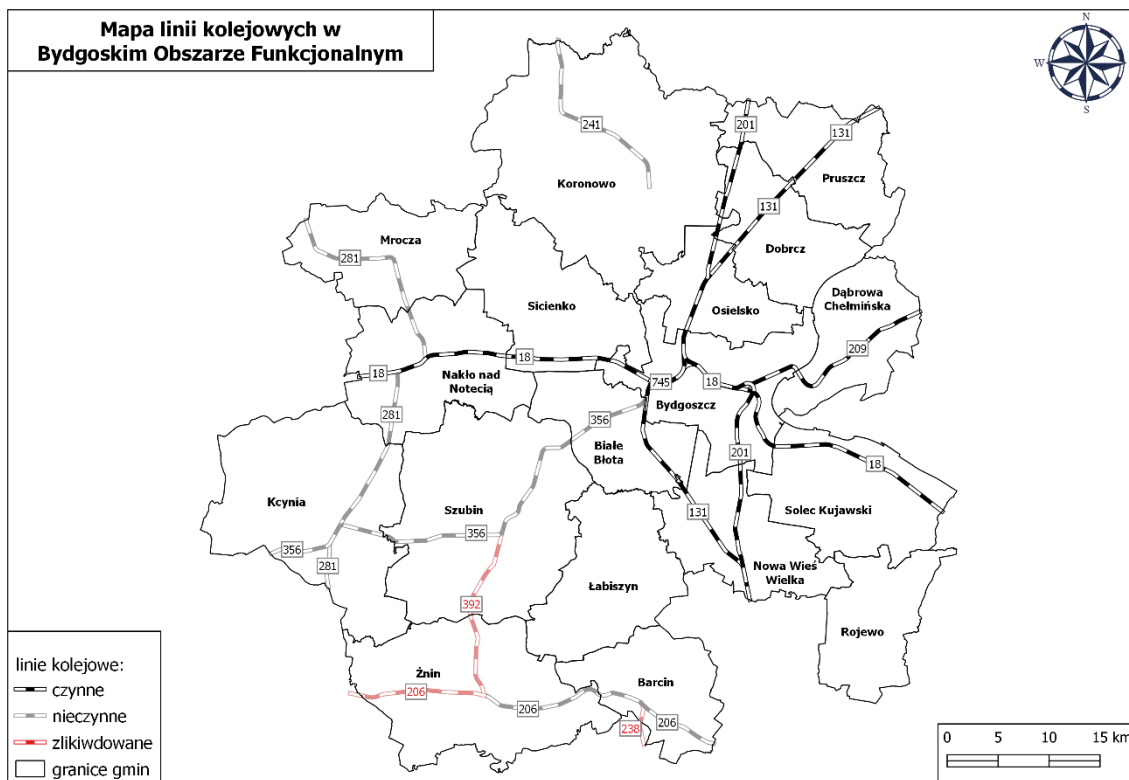 Mapa linii kolejowych w
Bydgoskim Obszarze Funkcjonalnym
N
W
E
S
241
201
131
Koronowo
Pruszcz
131
Mrocza
281
Dobrcz
Sicienko
Osielsko
Dąbrowa
Chełmińska
209
18
18
Nakło nad
Notecią
745
18
Bydgoszcz
281
356
Białe
Błota
201
18
Kcynia
Szubin
356
131
Solec Kujawski
356
281
Nowa Wieś
Wielka
Łabiszyn
392
Rojewo
Żnin
206
206
Barcin
238
206
linie kolejowe:
czynne
nieczynne
zlikiwdowane
granice gmin
0 5 10 15 km